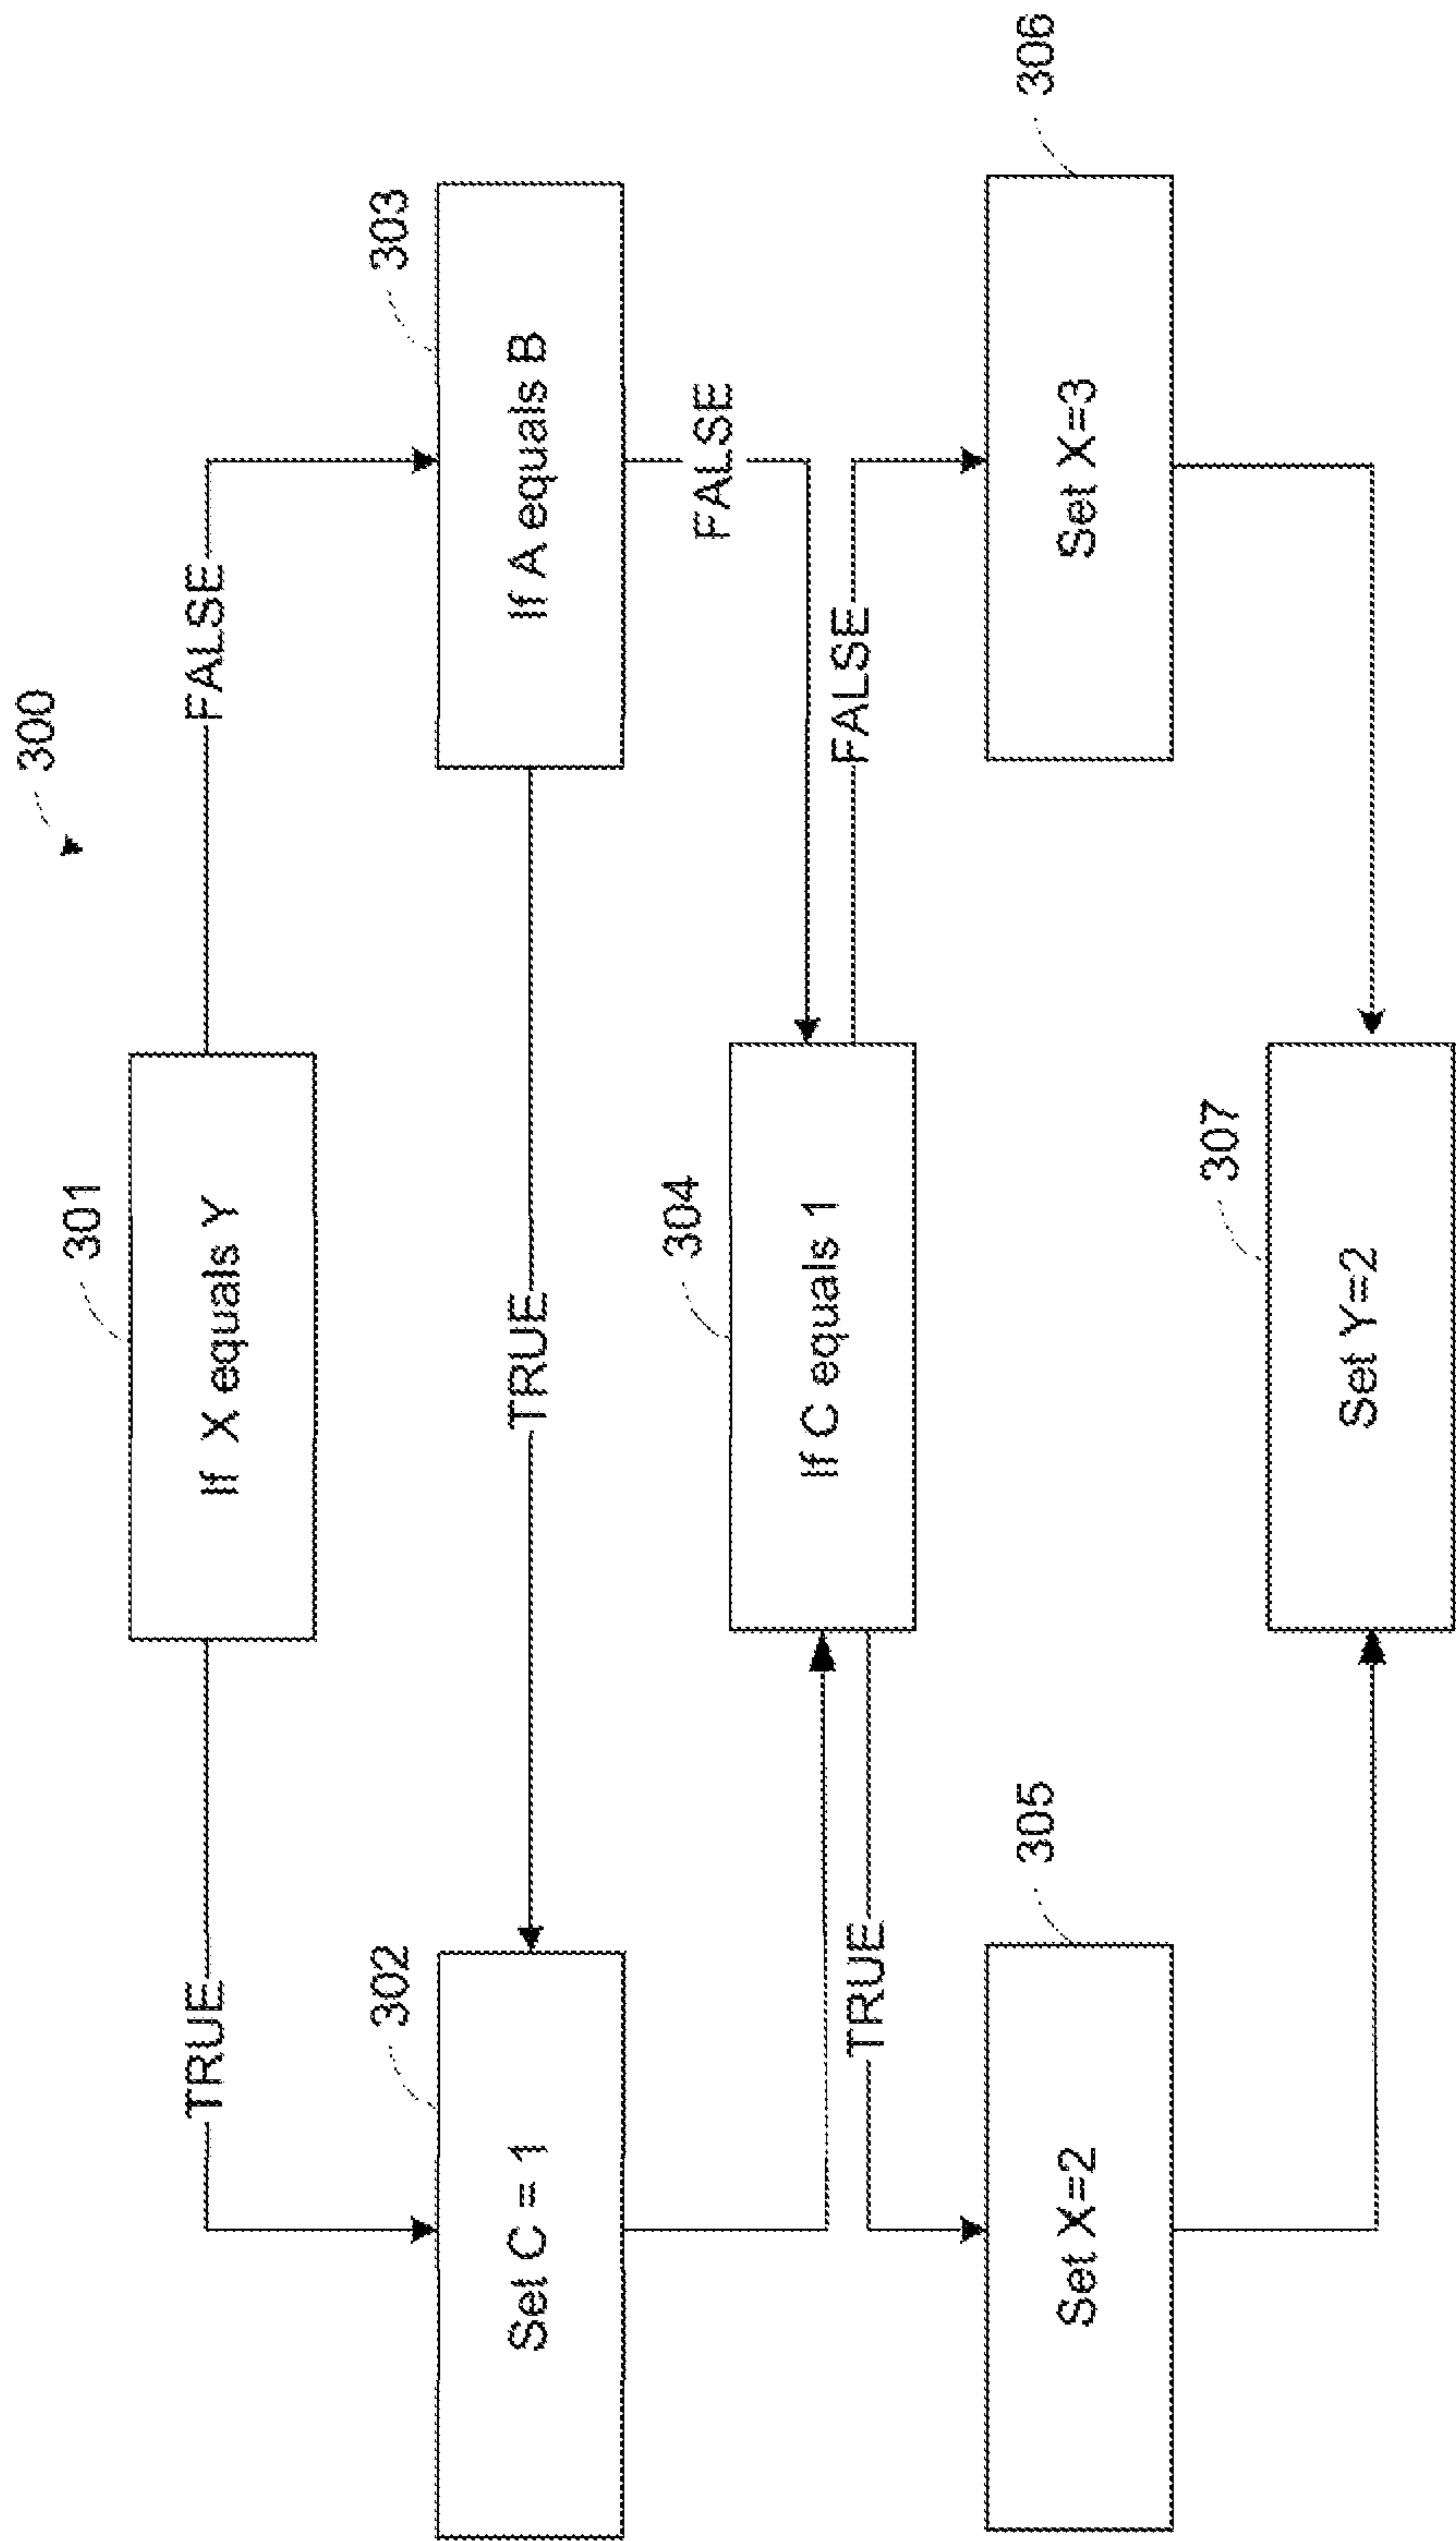 300
301
If X equals Y
TRUE
FALSE
302
303
Set C = 1
TRUE
If A equals B
FALSE
304
If C equals 1
TRUE
FALSE
305
306
Set X=2
Set X=3
307
Set Y=2